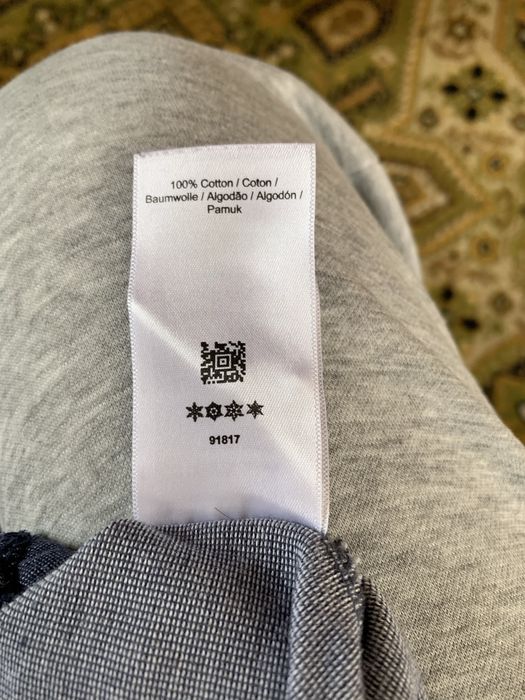 100% Cotton / Coton /
Baumwolle / Algodão / Algodón /
Pamuk
91817